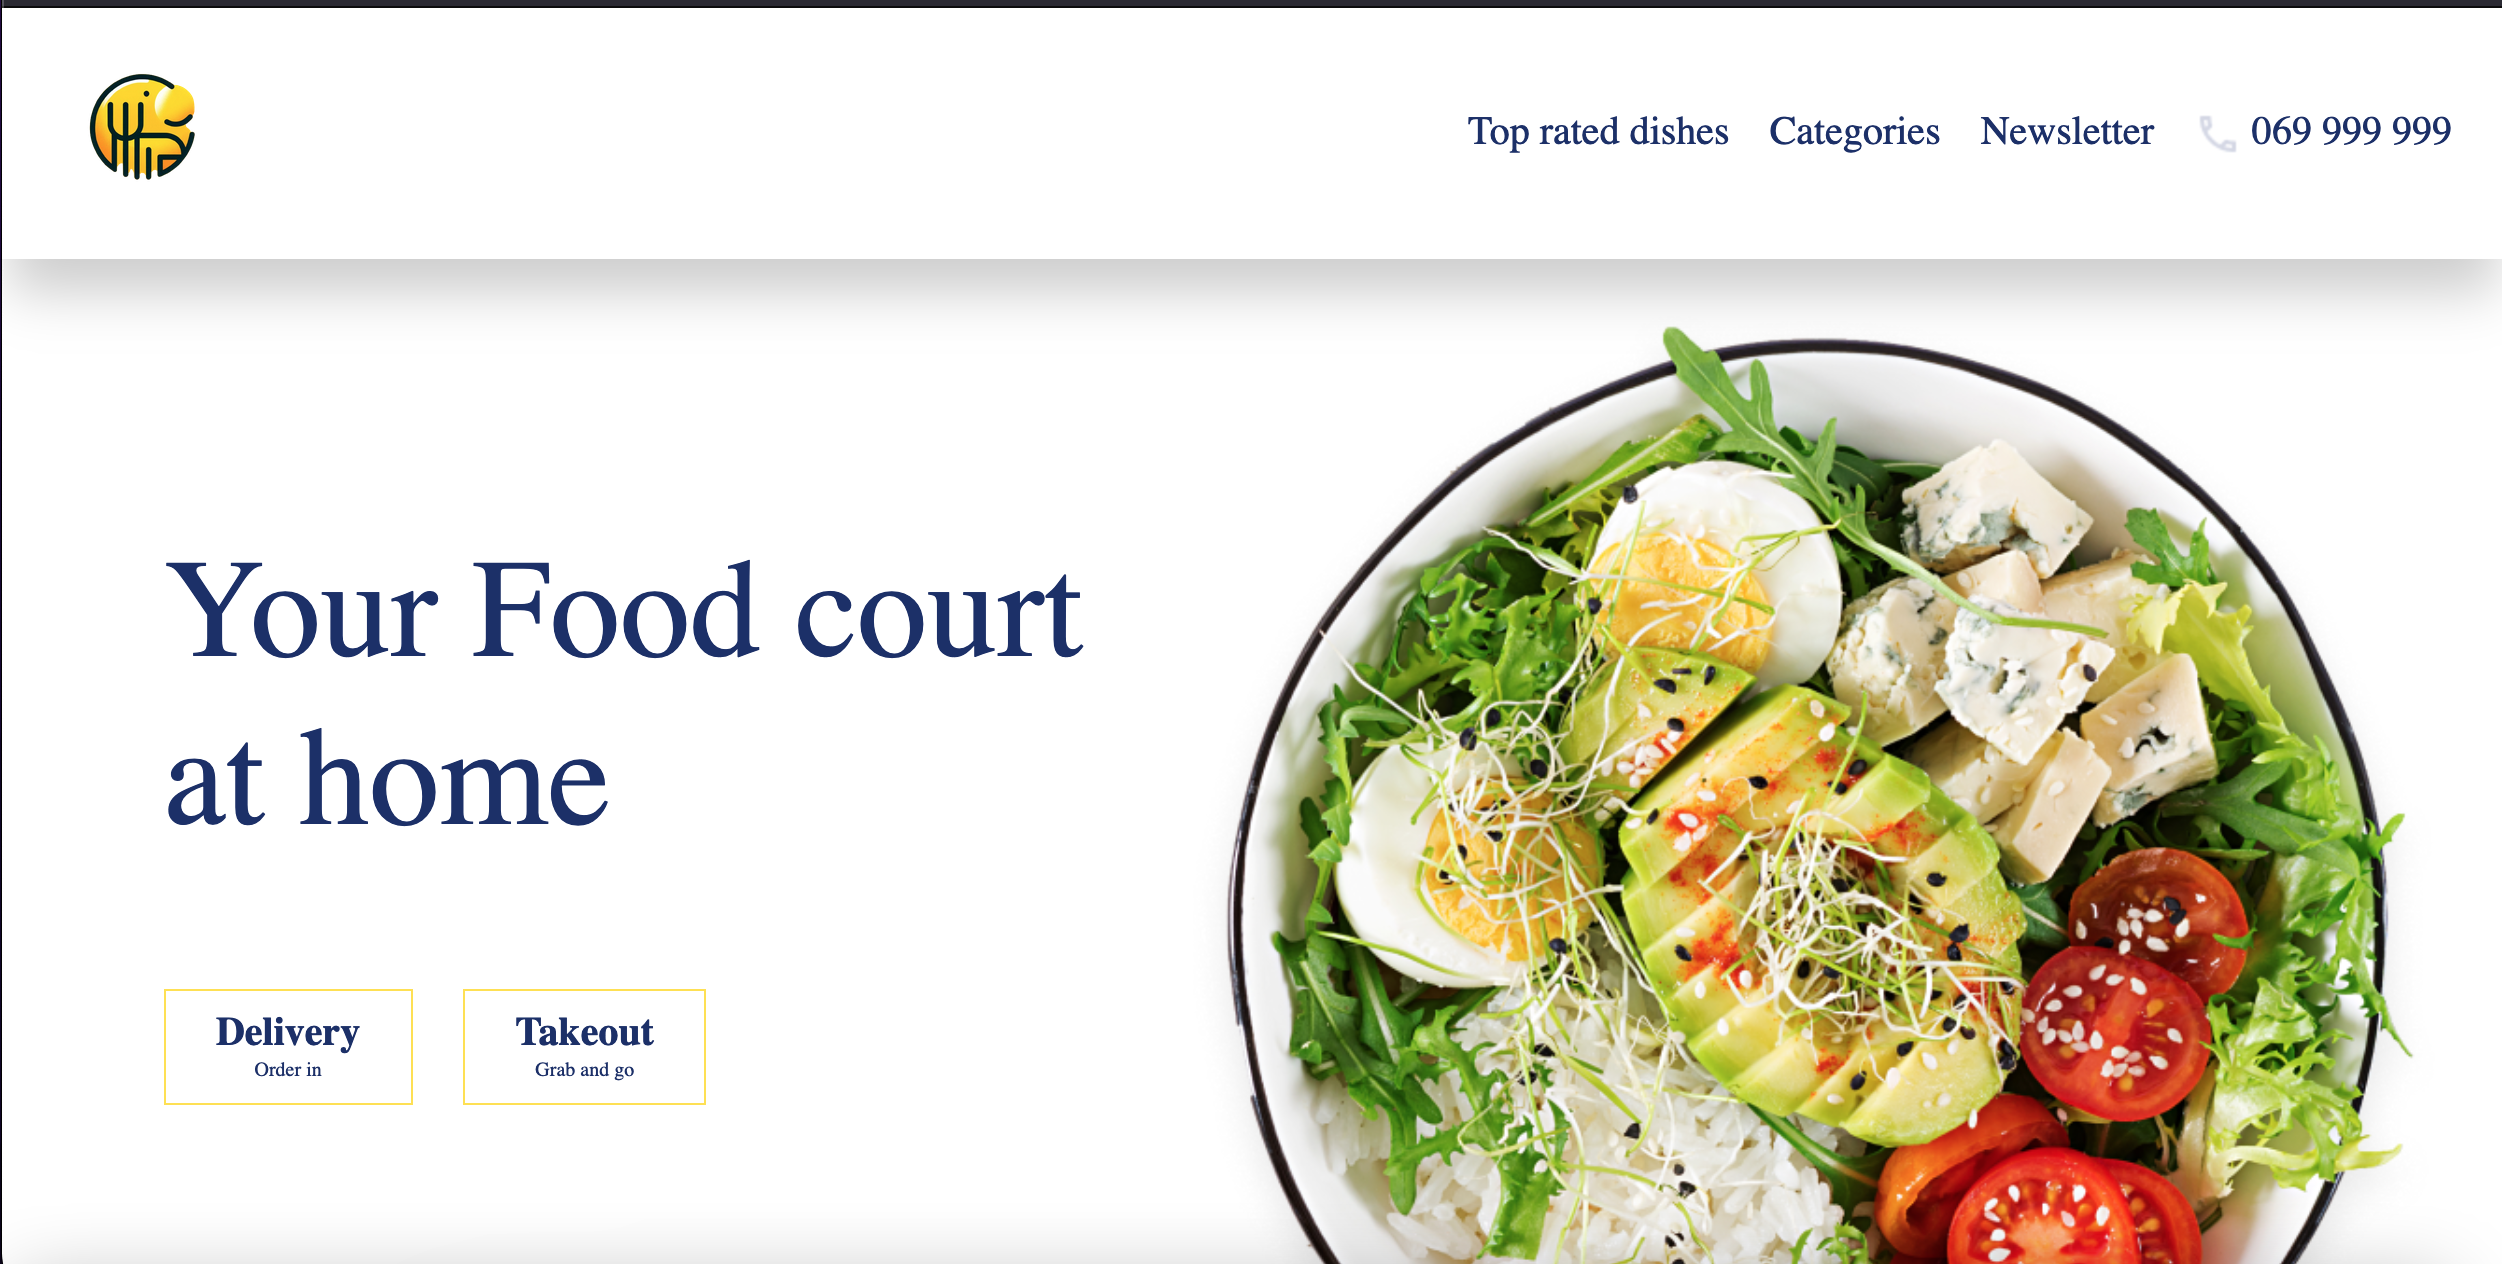 Top rated dishes Categories Newsletter 069 999 999
Your Food court
at home
Delivery
Order in
Takeout
Grab and go